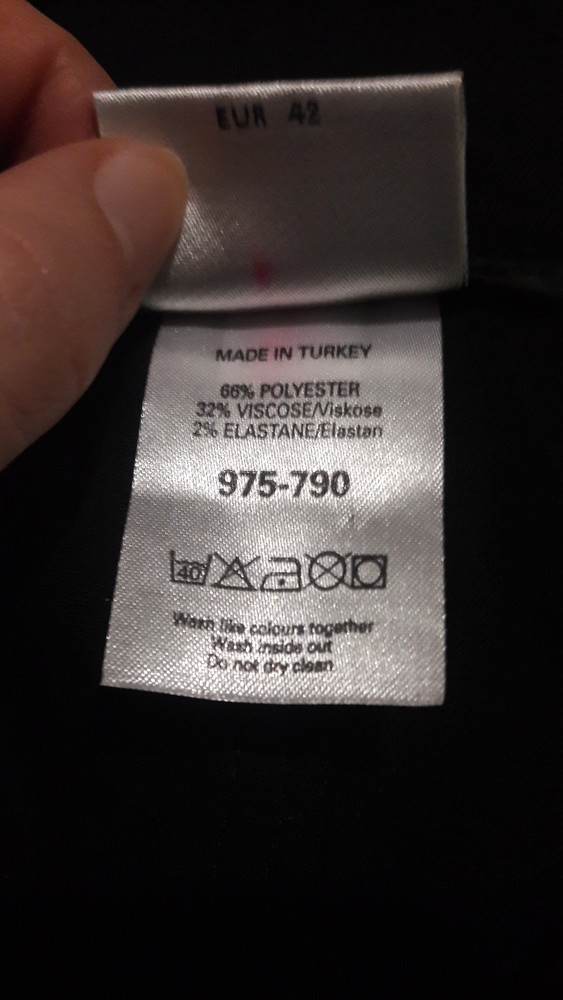 EUR 42
MADE IN TURKEY
66% POLYESTER
32% VISCOSE/Viskose
2% ELASTANE/Elastan
975-790
40
Wash like colours together
Wash inside out
Do not dry clean